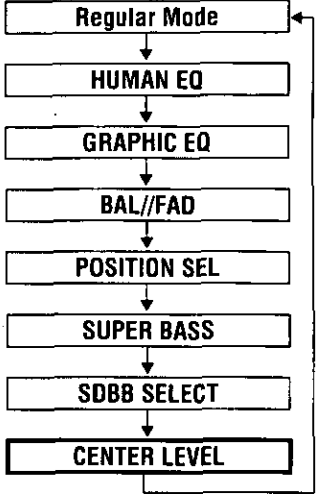 Regular Mode
HUMAN EQ
GRAPHIC EQ
BAL//FAD
POSITION SEL
SUPER BASS
SDBB SELECT
CENTER LEVEL